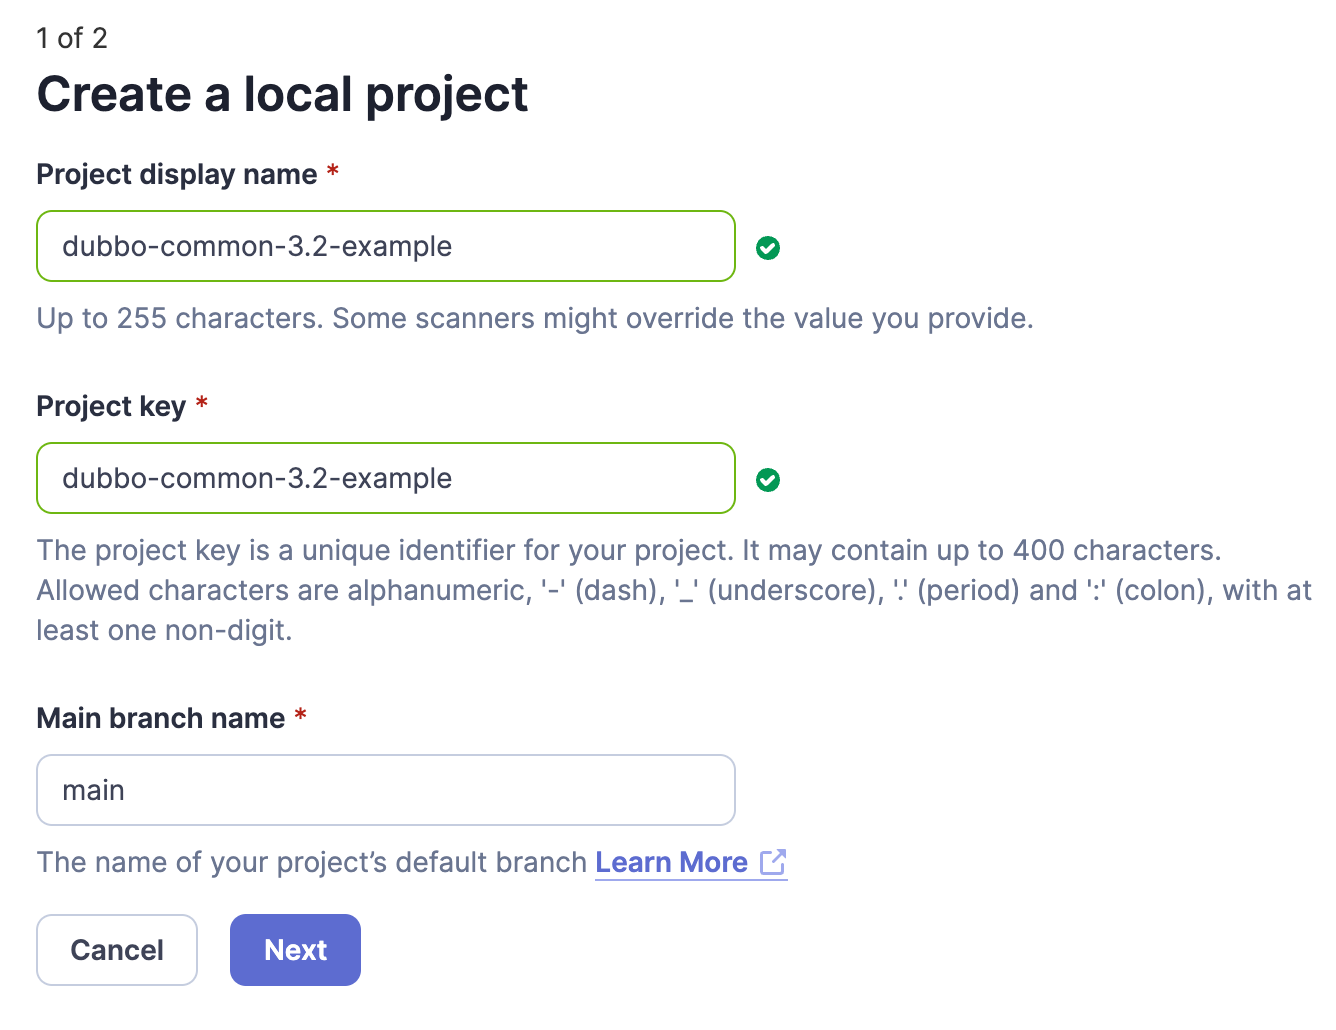 1 of 2
Create a local project
Project display name *
dubbo-common-3.2-example
Up to 255 characters. Some scanners might override the value you provide.
Project key *
dubbo-common-3.2-example
The project key is a unique identifier for your project. It may contain up to 400 characters.
Allowed characters are alphanumeric, '-' (dash), '_' (underscore), '.' (period) and ':' (colon), with at
least one non-digit.
Main branch name *
main
The name of your project’s default branch Learn More
Cancel Next